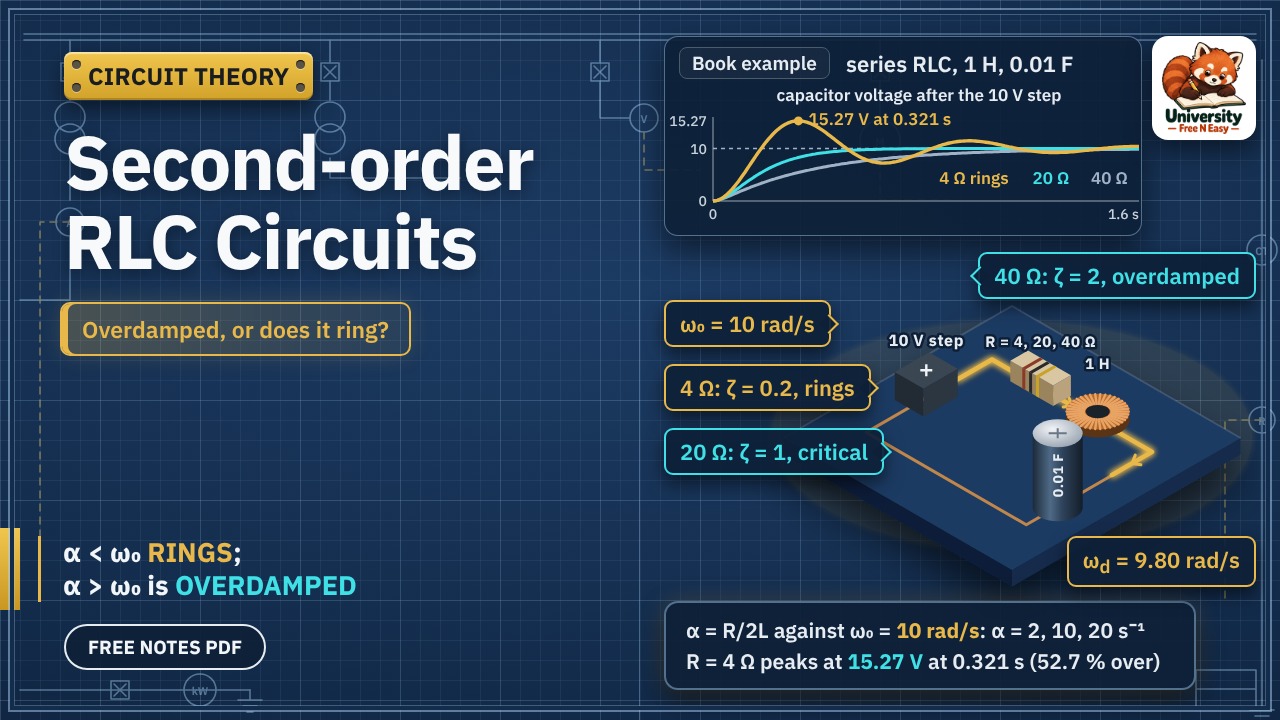 CIRCUIT THEORY
Second-order
RLC Circuits
Overdamped, or does it ring?
α < ω₀ RINGS;
α > ω₀ is OVERDAMPED
FREE NOTES PDF
Book example
series RLC, 1 H, 0.01 F
capacitor voltage after the 10 V step
15.27
15.27 V at 0.321 s
10
4 Ω rings
20 Ω
40 Ω
0
0
1.6 s
University
Free N Easy
40 Ω: ζ = 2, overdamped
ω₀ = 10 rad/s
4 Ω: ζ = 0.2, rings
20 Ω: ζ = 1, critical
10 V step
R = 4, 20, 40 Ω
1 H
+
0.01 F
ω_d = 9.80 rad/s
α = R/2L against ω₀ = 10 rad/s: α = 2, 10, 20 s⁻¹
R = 4 Ω peaks at 15.27 V at 0.321 s (52.7 % over)
V
kW